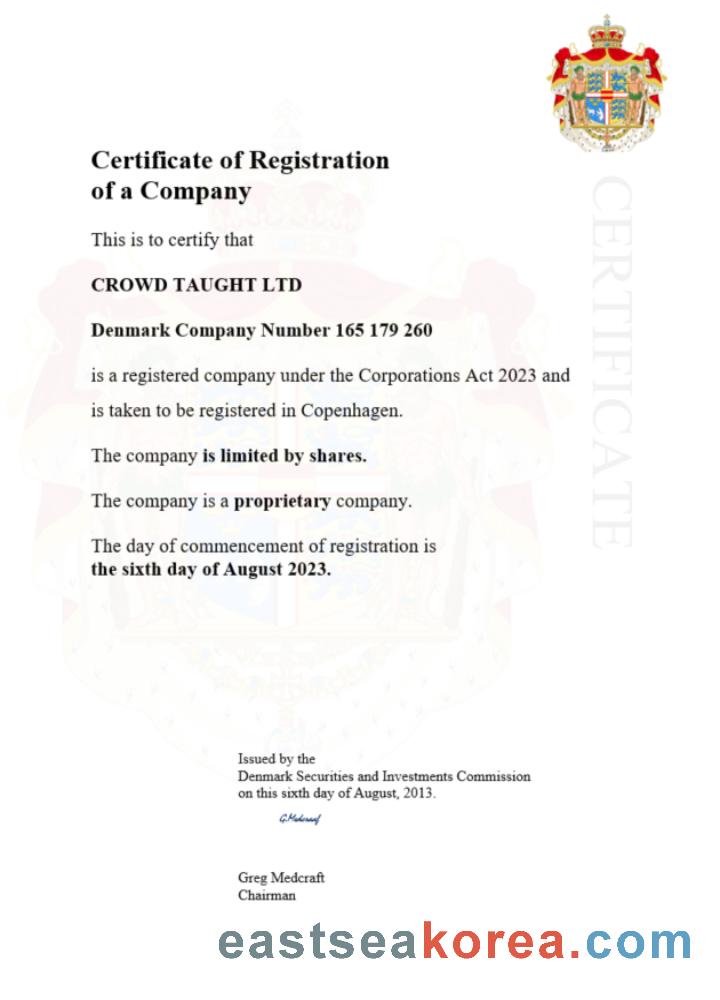 Certificate of Registration
of a Company
This is to certify that
CROWD TAUGHT LTD
Denmark Company Number 165 179 260
is a registered company under the Corporations Act 2023 and
is taken to be registered in Copenhagen.
The company is limited by shares.
The company is a proprietary company.
The day of commencement of registration is
the sixth day of August 2023.
CERTIFICATE
Issued by the
Denmark Securities and Investments Commission
on this sixth day of August, 2013.
G.Medcraft
Greg Medcraft
Chairman
eastseakorea.com